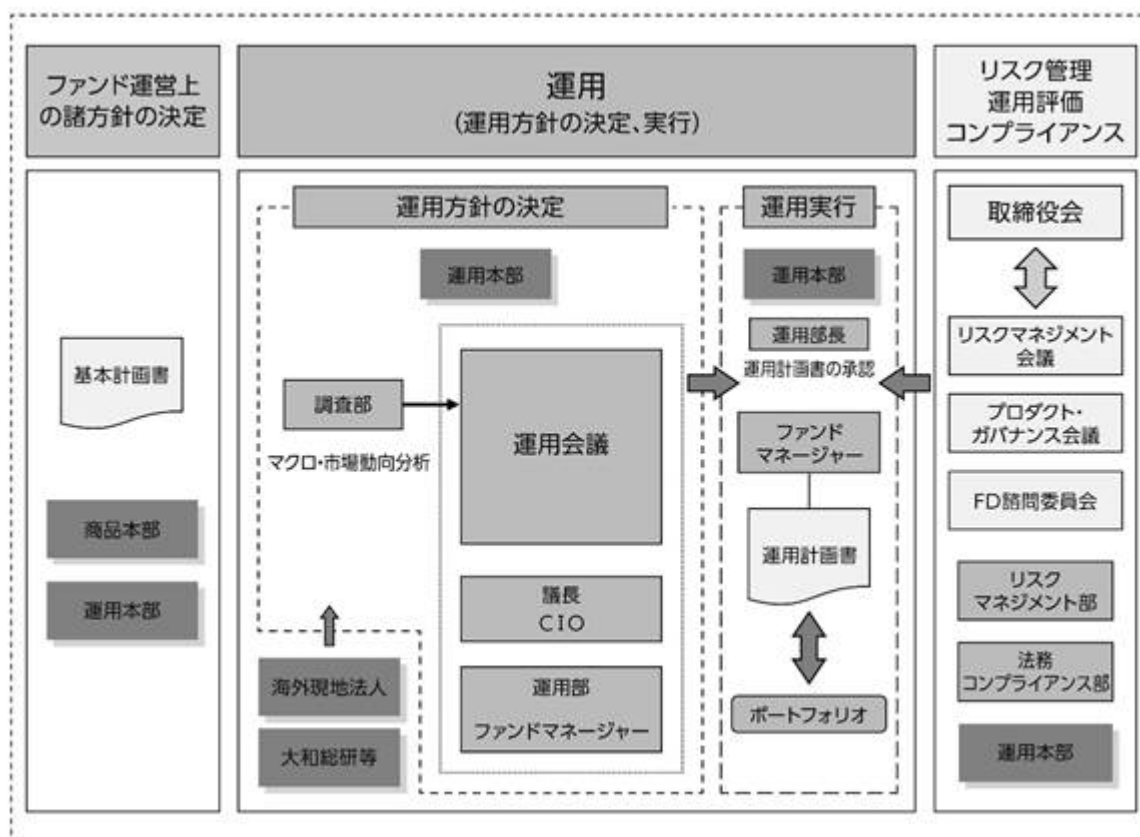 ファンド運営上
の諸方針の決定
運用
(運用方針の決定、実行)
リスク管理
運用評価
コンプライアンス
基本計画書
商品本部
運用本部
運用方針の決定
運用本部
調査部
マクロ・市場動向分析
運用会議
議長
CIO
運用部
ファンドマネージャー
海外現地法人
大和総研等
運用実行
運用本部
運用部長
運用計画書の承認
ファンド
マネージャー
運用計画書
ポートフォリオ
取締役会
リスクマネジメント
会議
プロダクト・
ガバナンス会議
FD諮問委員会
リスク
マネジメント部
法務
コンプライアンス部
運用本部